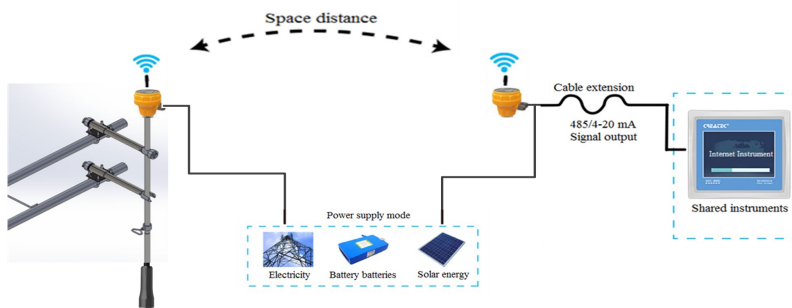 Space distance
Cable extension
485/4-20 mA
Signal output
CREATEC
Internet Instrument
Shared instruments
Power supply mode
Electricity
Battery batteries
Solar energy